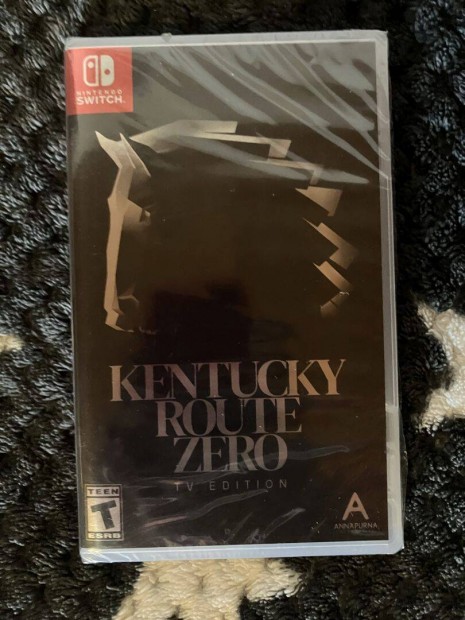 NINTENDO
SWITCH
KENTUCKY
ROUTE
ZERO
TV EDITION
TEEN
T
ESRB
A
ANNAPURNA